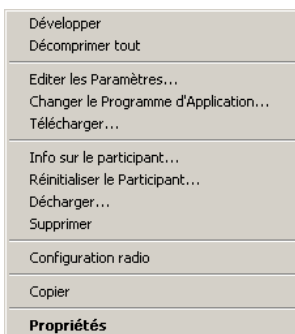 Développer
Décomprimer tout
Editer les Paramètres...
Changer le Programme d'Application...
Télécharger...
Info sur le participant...
Réinitialiser le Participant...
Décharger...
Supprimer
Configuration radio
Copier
Propriétés